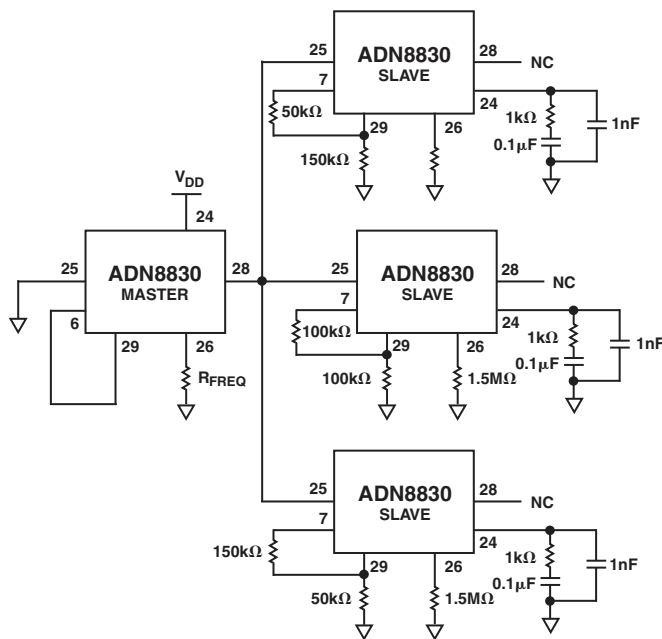 25
ADN8830
SLAVE
28
NC
7
24
50kΩ
29
26
1kΩ
0.1µF
1nF
150kΩ
VDD
24
25
ADN8830
MASTER
28
6
29
26
RFREQ
25
ADN8830
SLAVE
28
NC
7
24
100kΩ
29
26
1kΩ
0.1µF
1nF
100kΩ
1.5MΩ
25
ADN8830
SLAVE
28
NC
7
24
150kΩ
29
26
1kΩ
0.1µF
1nF
50kΩ
1.5MΩ